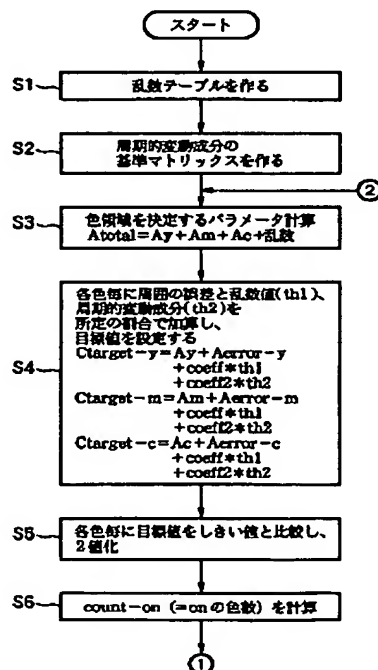 スタート
S1
乱数テーブルを作る
S2
周期的変動成分の
基準マトリックスを作る
②
S3
色領域を決定するパラメータ計算
Atotal=Ay+Am+Ac+乱数
S4
各色毎に周囲の誤差と乱数値(th1)、
周期的変動成分(th2)を
所定の割合で加算し、
目標値を設定する
Ctarget-y=Ay+Aerror-y
+coeff*th1
+coeff2*th2
Ctarget-m=Am+Aerror-m
+coeff*th1
+coeff2*th2
Ctarget-c=Ac+Aerror-c
+coeff*th1
+coeff2*th2
S5
各色毎に目標値をしきい値と比較し、
2値化
S6
count-on (=onの色数) を計算
①